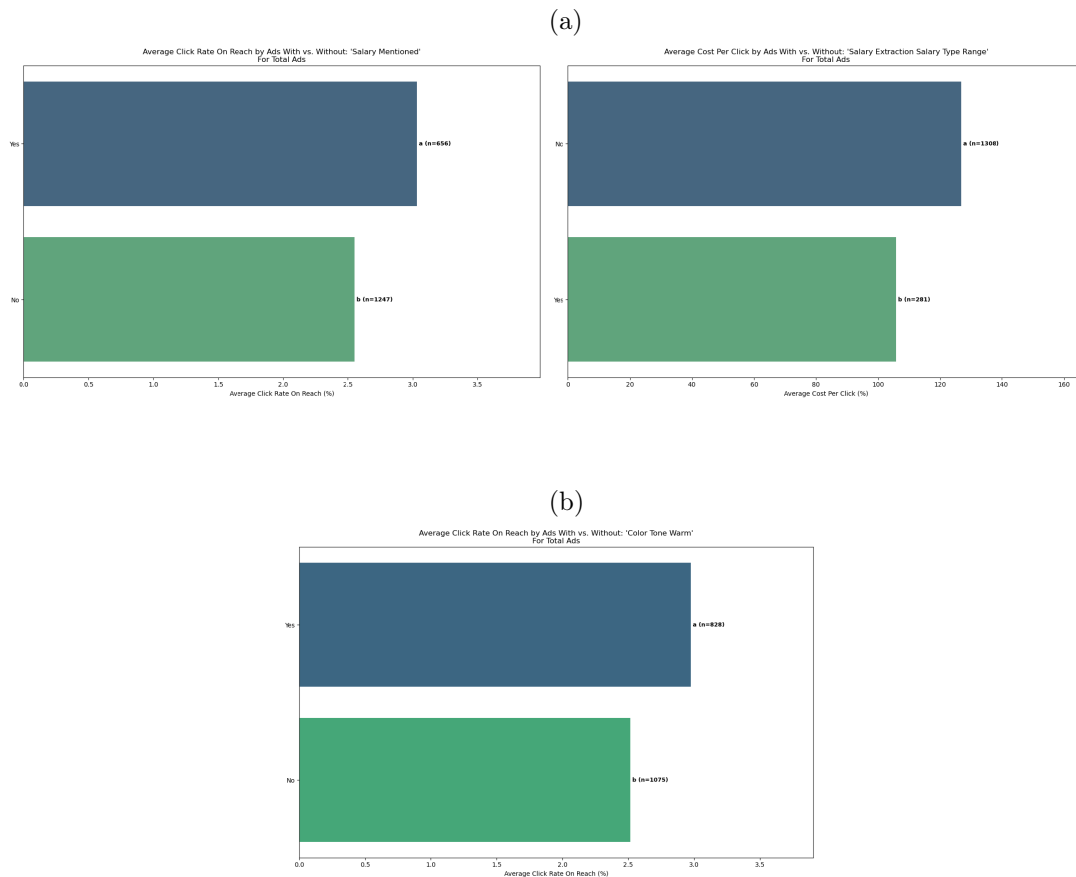 (a)
Average Click Rate On Reach by Ads With vs. Without: 'Salary Mentioned'
For Total Ads
Yes
a (n=656)
No
b (n=1247)
0.0 0.5 1.0 1.5 2.0 2.5 3.0 3.5
Average Click Rate On Reach (%)
Average Cost Per Click by Ads With vs. Without: 'Salary Extraction Salary Type Range'
For Total Ads
No
a (n=1308)
Yes
b (n=281)
0 20 40 60 80 100 120 140 160
Average Cost Per Click (%)
(b)
Average Click Rate On Reach by Ads With vs. Without: 'Color Tone Warm'
For Total Ads
Yes
a (n=828)
No
b (n=1075)
0.0 0.5 1.0 1.5 2.0 2.5 3.0 3.5
Average Click Rate On Reach (%)